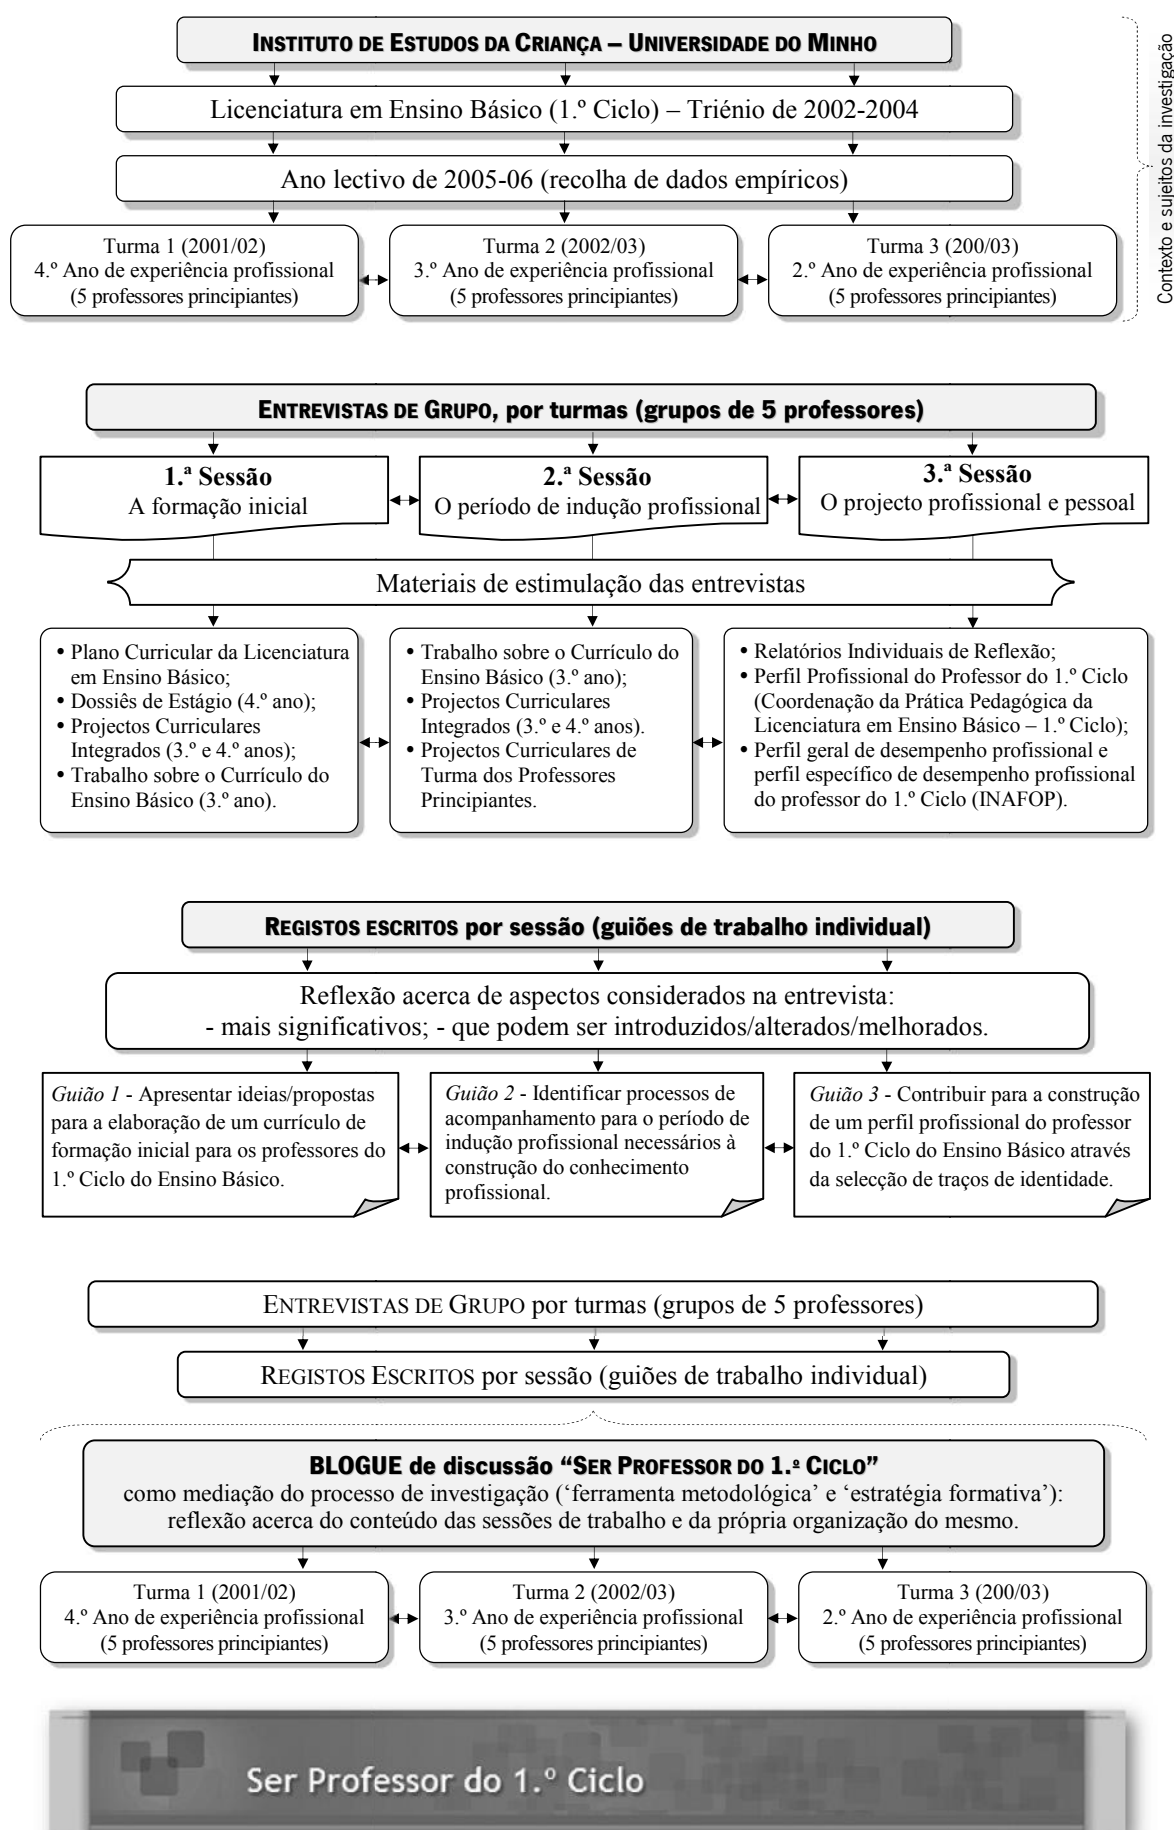 INSTITUTO DE ESTUDOS DA CRIANÇA – UNIVERSIDADE DO MINHO
Licenciatura em Ensino Básico (1.º Ciclo) – Triénio de 2002-2004
Ano lectivo de 2005-06 (recolha de dados empíricos)
Turma 1 (2001/02)
4.º Ano de experiência profissional
(5 professores principiantes)
Turma 2 (2002/03)
3.º Ano de experiência profissional
(5 professores principiantes)
Turma 3 (200/03)
2.º Ano de experiência profissional
(5 professores principiantes)
Contexto e sujeitos da investigação
ENTREVISTAS DE GRUPO, por turmas (grupos de 5 professores)
1.ª Sessão
A formação inicial
2.ª Sessão
O período de indução profissional
3.ª Sessão
O projecto profissional e pessoal
Materiais de estimulação das entrevistas
• Plano Curricular da Licenciatura
em Ensino Básico;
• Dossiês de Estágio (4.º ano);
• Projectos Curriculares
Integrados (3.º e 4.º anos);
• Trabalho sobre o Currículo do
Ensino Básico (3.º ano).
• Trabalho sobre o Currículo do
Ensino Básico (3.º ano);
• Projectos Curriculares
Integrados (3.º e 4.º anos).
• Projectos Curriculares de
Turma dos Professores
Principiantes.
• Relatórios Individuais de Reflexão;
• Perfil Profissional do Professor do 1.º Ciclo
(Coordenação da Prática Pedagógica da
Licenciatura em Ensino Básico – 1.º Ciclo);
• Perfil geral de desempenho profissional e
perfil específico de desempenho profissional
do professor do 1.º Ciclo (INAFOP).
REGISTOS ESCRITOS por sessão (guiões de trabalho individual)
Reflexão acerca de aspectos considerados na entrevista:
- mais significativos; - que podem ser introduzidos/alterados/melhorados.
Guião 1 - Apresentar ideias/propostas
para a elaboração de um currículo de
formação inicial para os professores do
1.º Ciclo do Ensino Básico.
Guião 2 - Identificar processos de
acompanhamento para o período de
indução profissional necessários à
construção do conhecimento
profissional.
Guião 3 - Contribuir para a construção
de um perfil profissional do professor
do 1.º Ciclo do Ensino Básico através
da selecção de traços de identidade.
ENTREVISTAS DE GRUPO por turmas (grupos de 5 professores)
REGISTOS ESCRITOS por sessão (guiões de trabalho individual)
BLOGUE de discussão “SER PROFESSOR DO 1.º CICLO”
como mediação do processo de investigação (‘ferramenta metodológica’ e ‘estratégia formativa’):
reflexão acerca do conteúdo das sessões de trabalho e da própria organização do mesmo.
Turma 1 (2001/02)
4.º Ano de experiência profissional
(5 professores principiantes)
Turma 2 (2002/03)
3.º Ano de experiência profissional
(5 professores principiantes)
Turma 3 (200/03)
2.º Ano de experiência profissional
(5 professores principiantes)
Ser Professor do 1.º Ciclo